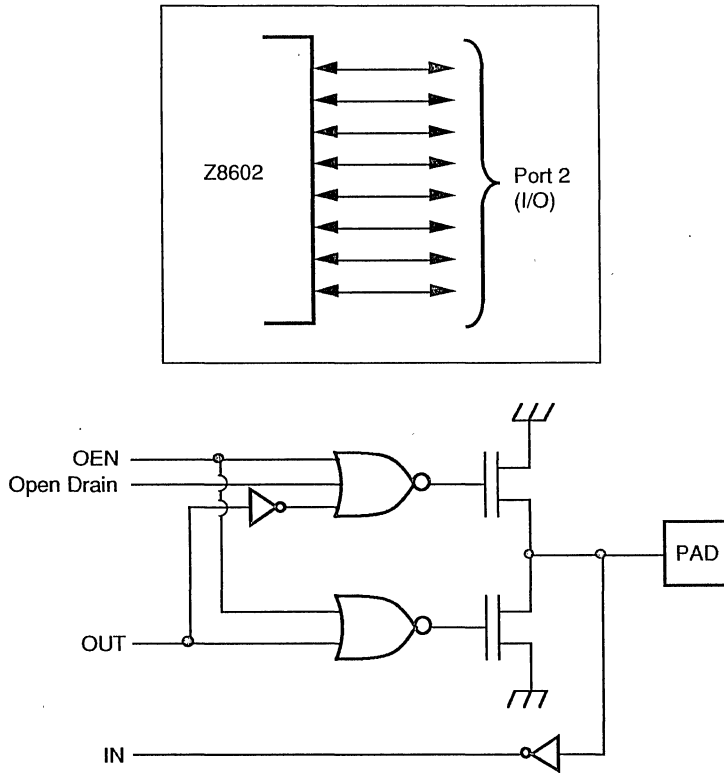 Z8602
Port 2
(I/O)
OEN
Open Drain
PAD
OUT
IN